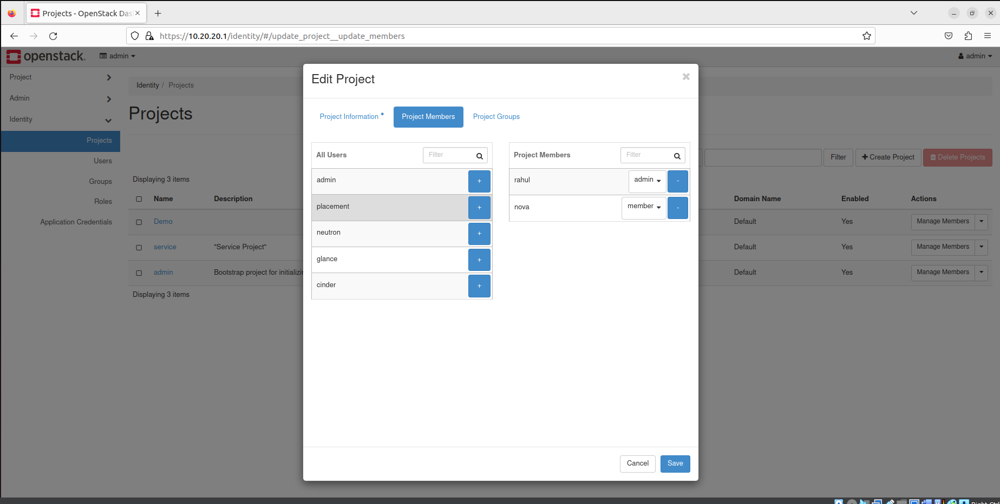 Projects - OpenStack Das
https://10.20.20.1/identity/#/update_project__update_members
openstack.
admin
admin
Project
Admin
Identity
Projects
Users
Groups
Roles
Application Credentials
Identity / Projects
Projects
Filter
Create Project
Delete Projects
Displaying 3 items
Name Description Domain Name Enabled Actions
Demo Default Yes Manage Members
service "Service Project" Default Yes Manage Members
admin Bootstrap project for initializin Default Yes Manage Members
Displaying 3 items
Edit Project
Project Information *
Project Members
Project Groups
All Users
Filter
admin +
placement +
neutron +
glance +
cinder +
Project Members
Filter
rahul admin -
nova member -
Cancel
Save